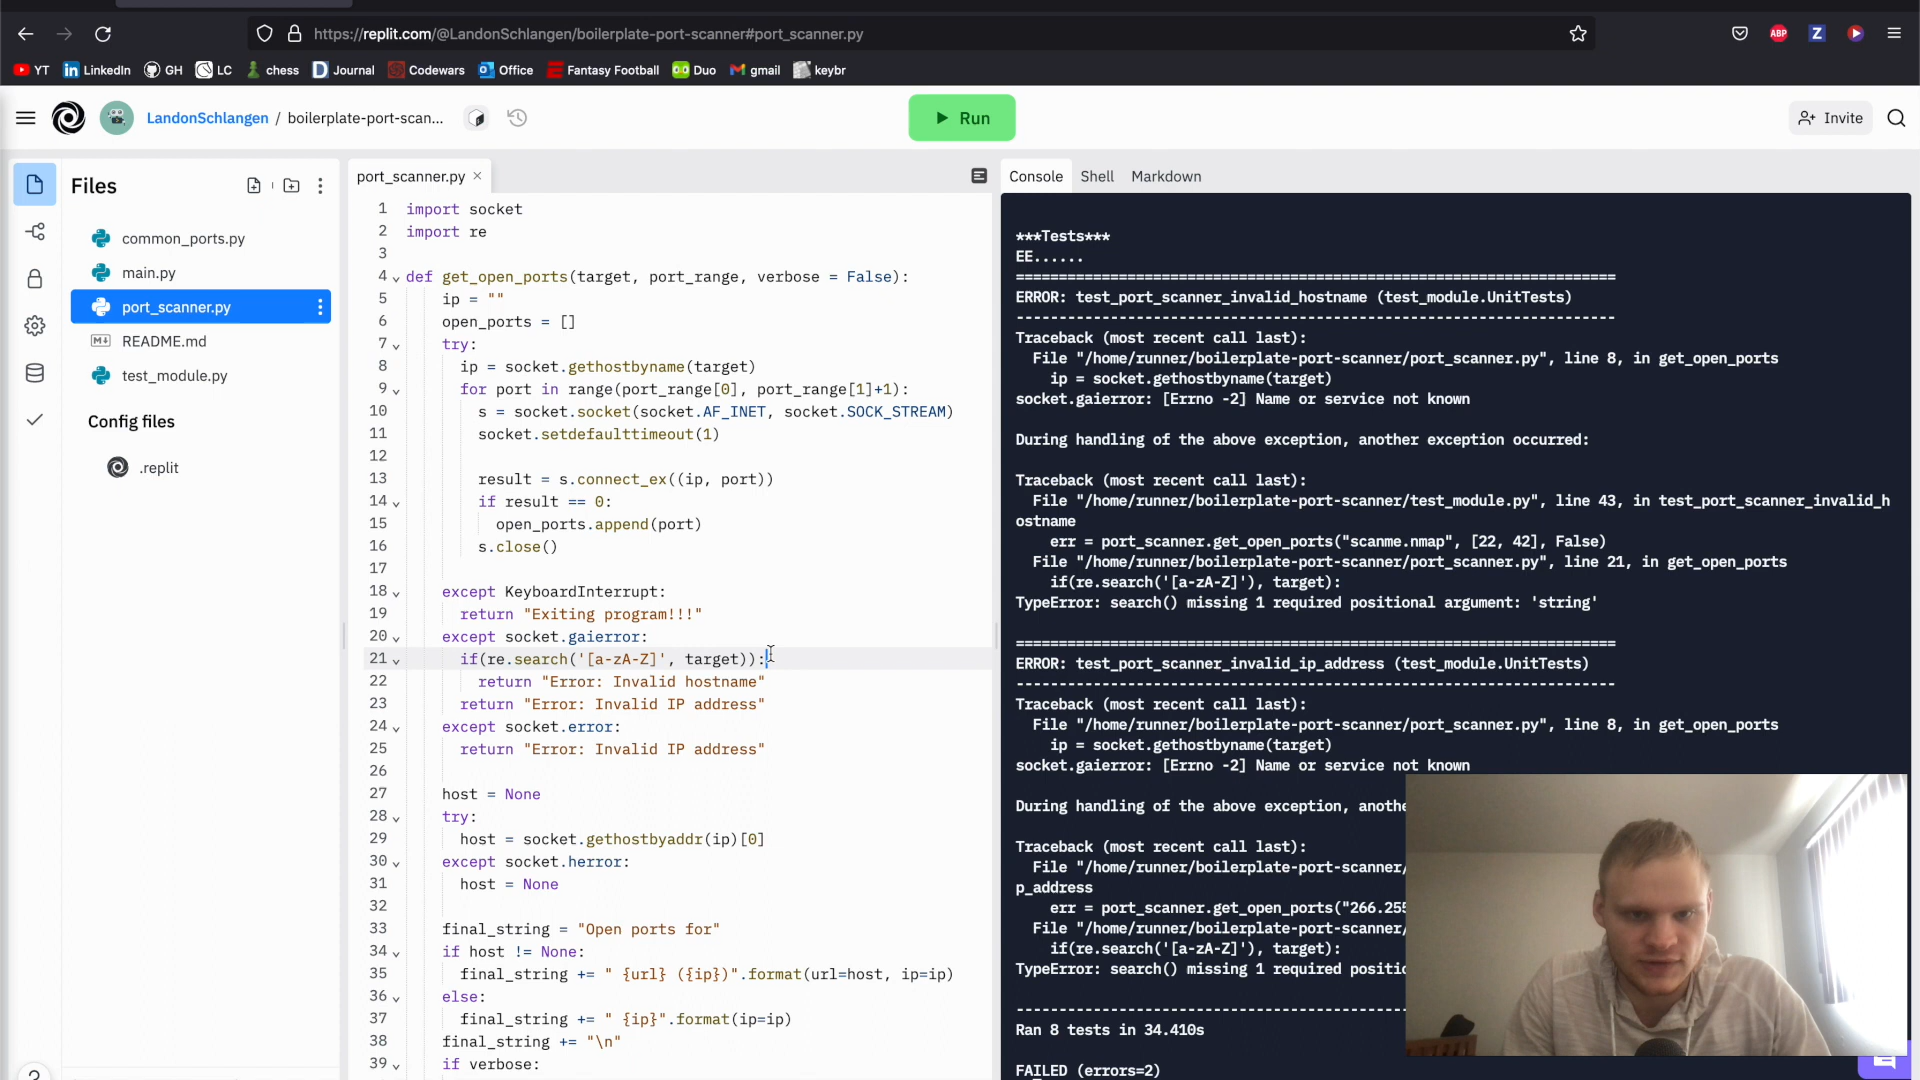 https://replit.com/@LandonSchlangen/boilerplate-port-scanner#port_scanner.py
ABP
Z
YT LinkedIn GH LC chess Journal Codewars Office Fantasy Football Duo gmail keybr
LandonSchlangen / boilerplate-port-scan...
Run
Invite
Files
common_ports.py
main.py
port_scanner.py
README.md
test_module.py
Config files
.replit
port_scanner.py
1 import socket
2 import re
3
4 def get_open_ports(target, port_range, verbose = False):
5 ip = ""
6 open_ports = []
7 try:
8 ip = socket.gethostbyname(target)
9 for port in range(port_range[0], port_range[1]+1):
10 s = socket.socket(socket.AF_INET, socket.SOCK_STREAM)
11 socket.setdefaulttimeout(1)
12
13 result = s.connect_ex((ip, port))
14 if result == 0:
15 open_ports.append(port)
16 s.close()
17
18 except KeyboardInterrupt:
19 return "Exiting program!!!"
20 except socket.gaierror:
21 if(re.search('[a-zA-Z]', target)):
22 return "Error: Invalid hostname"
23 return "Error: Invalid IP address"
24 except socket.error:
25 return "Error: Invalid IP address"
26
27 host = None
28 try:
29 host = socket.gethostbyaddr(ip)[0]
30 except socket.herror:
31 host = None
32
33 final_string = "Open ports for"
34 if host != None:
35 final_string += " {url} ({ip})".format(url=host, ip=ip)
36 else:
37 final_string += " {ip}".format(ip=ip)
38 final_string += "\n"
39 if verbose:
Console Shell Markdown
***Tests***
EE......
======================================================================
ERROR: test_port_scanner_invalid_hostname (test_module.UnitTests)
----------------------------------------------------------------------
Traceback (most recent call last):
File "/home/runner/boilerplate-port-scanner/port_scanner.py", line 8, in get_open_ports
ip = socket.gethostbyname(target)
socket.gaierror: [Errno -2] Name or service not known
During handling of the above exception, another exception occurred:
Traceback (most recent call last):
File "/home/runner/boilerplate-port-scanner/test_module.py", line 43, in test_port_scanner_invalid_h
ostname
err = port_scanner.get_open_ports("scanme.nmap", [22, 42], False)
File "/home/runner/boilerplate-port-scanner/port_scanner.py", line 21, in get_open_ports
if(re.search('[a-zA-Z]'), target):
TypeError: search() missing 1 required positional argument: 'string'
======================================================================
ERROR: test_port_scanner_invalid_ip_address (test_module.UnitTests)
----------------------------------------------------------------------
Traceback (most recent call last):
File "/home/runner/boilerplate-port-scanner/port_scanner.py", line 8, in get_open_ports
ip = socket.gethostbyname(target)
socket.gaierror: [Errno -2] Name or service not known
During handling of the above exception, anothe
Traceback (most recent call last):
File "/home/runner/boilerplate-port-scanner/
p_address
err = port_scanner.get_open_ports("266.255
File "/home/runner/boilerplate-port-scanner/
if(re.search('[a-zA-Z]'), target):
TypeError: search() missing 1 required positio
----------------------------------------------
Ran 8 tests in 34.410s
FAILED (errors=2)